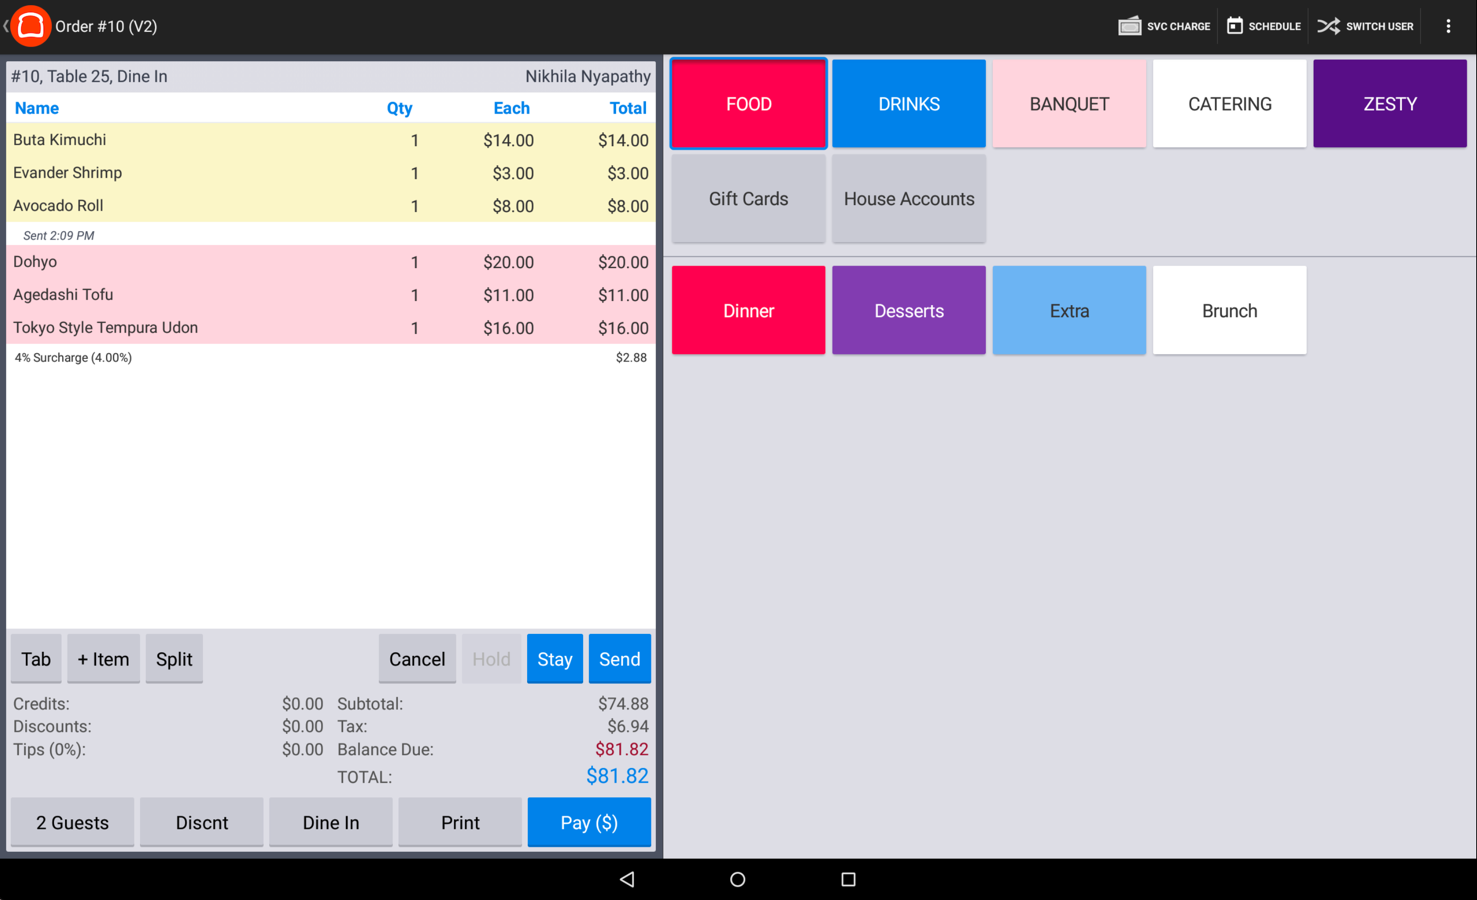 Order #10 (V2)
SVC CHARGE
SCHEDULE
SWITCH USER
#10, Table 25, Dine In Nikhila Nyapathy
Name Qty Each Total
Buta Kimuchi 1 $14.00 $14.00
Evander Shrimp 1 $3.00 $3.00
Avocado Roll 1 $8.00 $8.00
Sent 2:09 PM
Dohyo 1 $20.00 $20.00
Agedashi Tofu 1 $11.00 $11.00
Tokyo Style Tempura Udon 1 $16.00 $16.00
4% Surcharge (4.00%) $2.88
Tab + Item Split Cancel Hold Stay Send
Credits: $0.00 Subtotal: $74.88
Discounts: $0.00 Tax: $6.94
Tips (0%): $0.00 Balance Due: $81.82
TOTAL: $81.82
2 Guests Discnt Dine In Print Pay ($)
FOOD DRINKS BANQUET CATERING ZESTY
Gift Cards House Accounts
Dinner Desserts Extra Brunch